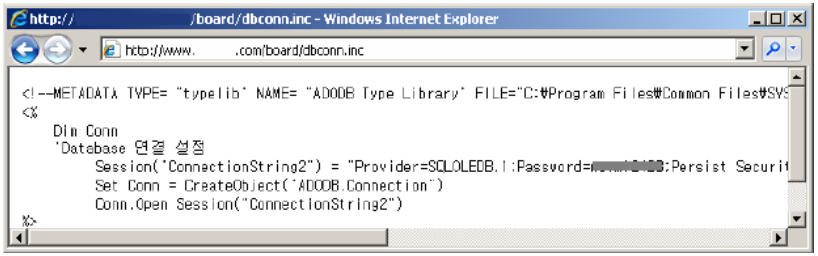 http:// /board/dbconn.inc - Windows Internet Explorer
http://www. .com/board/dbconn.inc
<!--METADATA TYPE= "typelib" NAME= "ADODB Type Library" FILE="C:₩Program Files₩Common Files₩SYS
<%
Dim Conn
'Database 연결 설정
Session("ConnectionString2") = "Provider=SQLOLEDB.1;Password= ;Persist Securit
Set Conn = CreateObject("ADODB.Connection")
Conn.Open Session("ConnectionString2")
%>